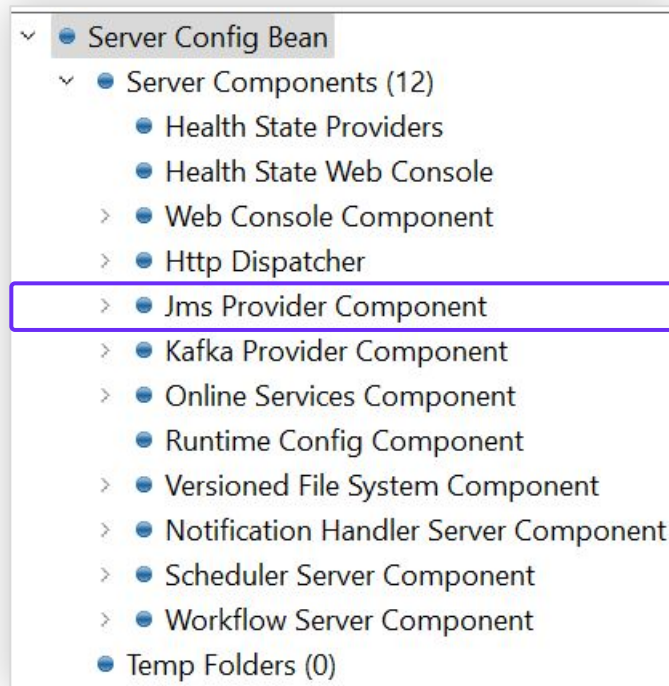 Server Config Bean
Server Components (12)
Health State Providers
Health State Web Console
Web Console Component
Http Dispatcher
Jms Provider Component
Kafka Provider Component
Online Services Component
Runtime Config Component
Versioned File System Component
Notification Handler Server Component
Scheduler Server Component
Workflow Server Component
Temp Folders (0)